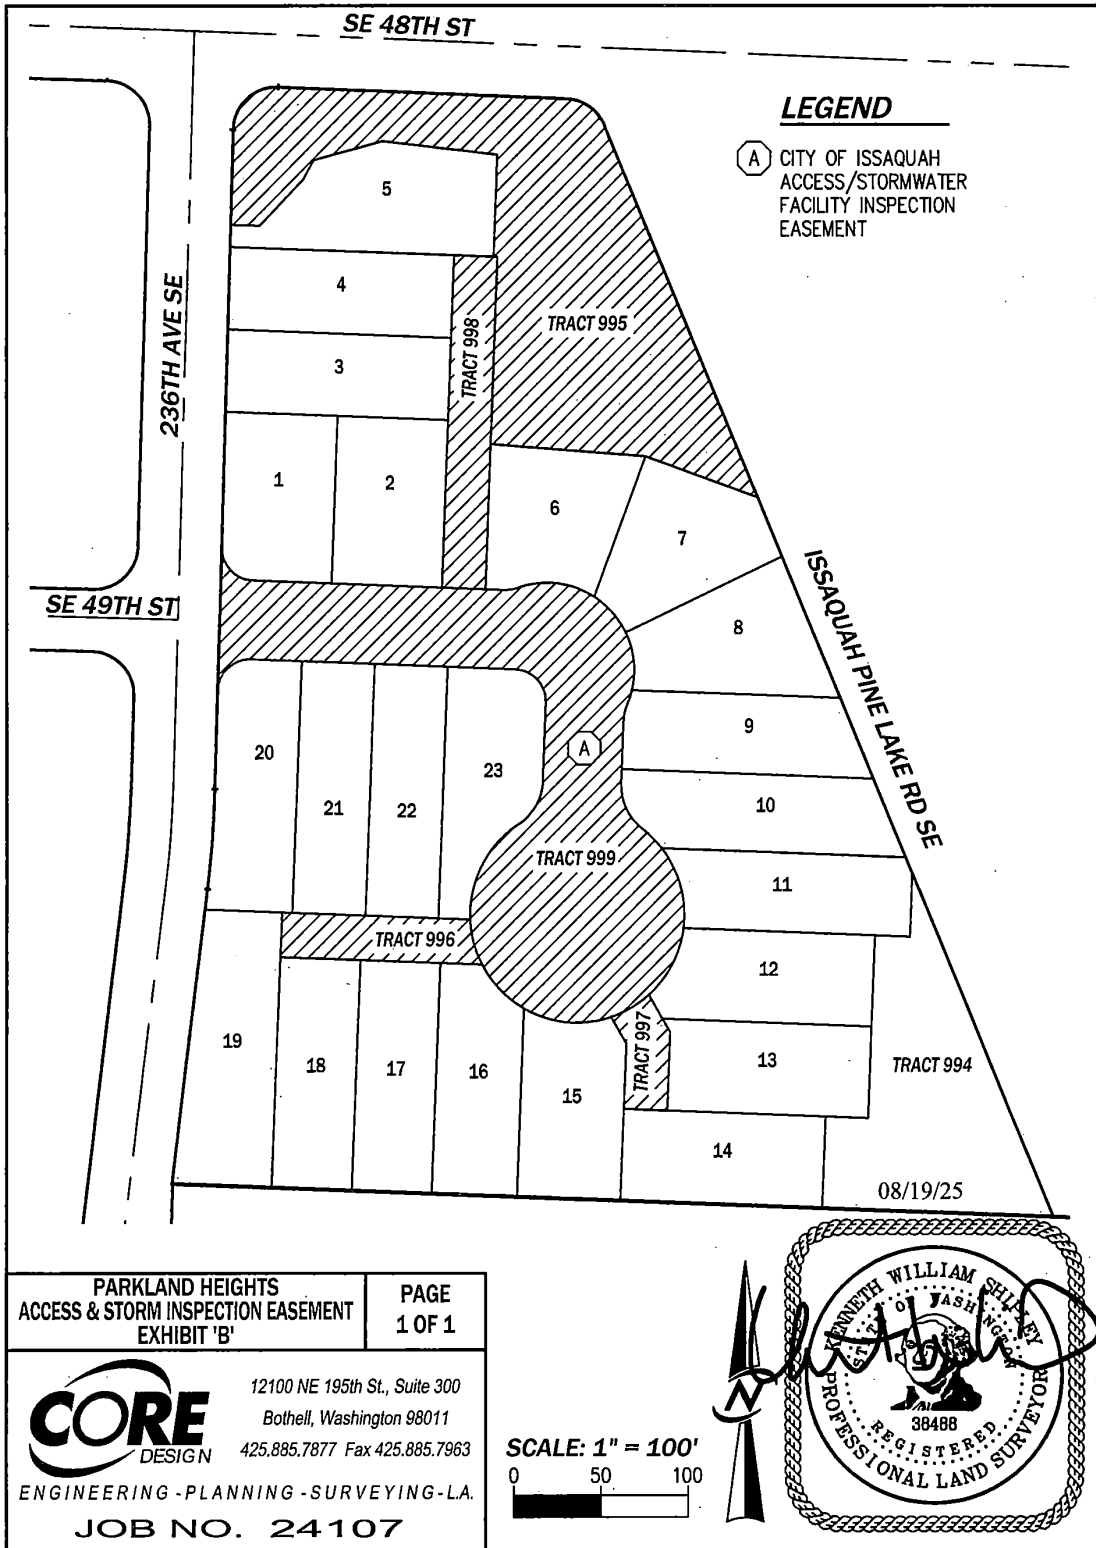 SE 48TH ST
LEGEND
A CITY OF ISSAQUAH
ACCESS/STORMWATER
FACILITY INSPECTION
EASEMENT
5
4
3
236TH AVE SE
TRACT 998
TRACT 995
1
2
6
7
ISSAQUAH PINE LAKE RD SE
SE 49TH ST
8
9
20
A
23
10
21
22
TRACT 999
11
TRACT 996
12
19
18
17
16
TRACT 997
13
TRACT 994
15
14
08/19/25
PARKLAND HEIGHTS
ACCESS & STORM INSPECTION EASEMENT
EXHIBIT 'B'
PAGE
1 OF 1
CORE
DESIGN
12100 NE 195th St., Suite 300
Bothell, Washington 98011
425.885.7877 Fax 425.885.7963
ENGINEERING-PLANNING-SURVEYING-L.A.
JOB NO. 24107
SCALE: 1" = 100'
0 50 100
N
KENNETH WILLIAM SHIPLEY
STATE OF WASHINGTON
38488
REGISTERED
PROFESSIONAL LAND SURVEYOR